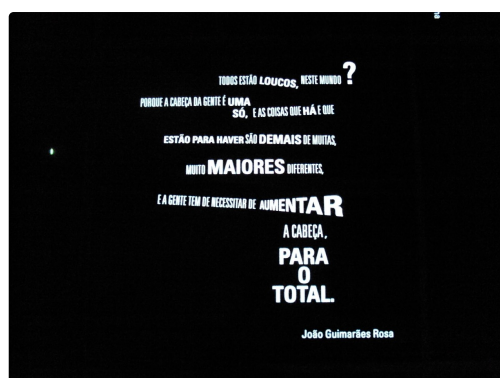 TODOS ESTÃO LOUCOS, NESTE MUNDO?
PORQUE A CABEÇA DA GENTE É UMA
SÓ, E AS COISAS QUE HÁ E QUE
ESTÃO PARA HAVER SÃO DEMAIS DE MUITAS,
MUITO MAIORES DIFERENTES,
E A GENTE TEM DE NECESSITAR DE AUMENTAR
A CABEÇA,
PARA
O
TOTAL.
João Guimarães Rosa